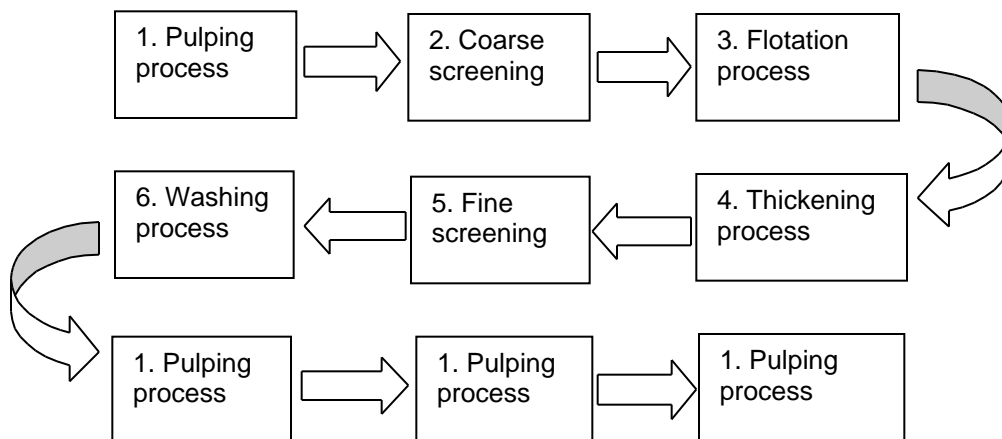 1. Pulping
process
2. Coarse
screening
3. Flotation
process
4. Thickening
process
5. Fine
screening
6. Washing
process
1. Pulping
process
1. Pulping
process
1. Pulping
process